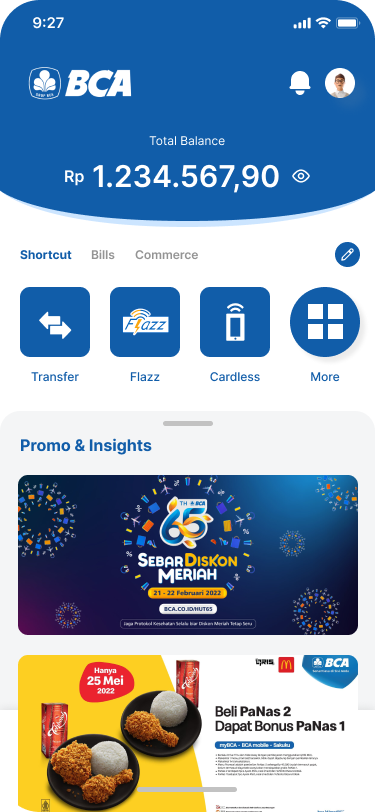 9:27
BCA
Total Balance
Rp 1.234.567,90
Shortcut Bills Commerce
Flazz
Transfer Flazz Cardless More
Promo & Insights
TH BCA
65
SEBAR DISKON
MERIAH
21 - 22 Februari 2022
BCA.CO.ID/HUT65
Jaga Protokol Kesehatan Selalu biar Diskon Meriah Tetap Seru
Hanya
25 Mei
2022
QRIS BCA
Beli PaNas 2
Dapat Bonus PaNas 1
myBCA - BCA mobile - Sakuku